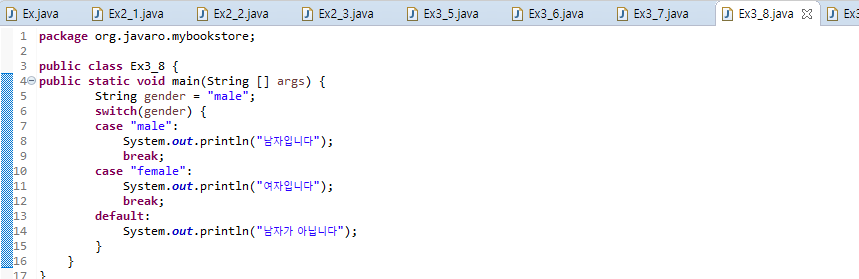 Ex.java Ex2_1.java Ex2_2.java Ex2_3.java Ex3_5.java Ex3_6.java Ex3_7.java Ex3_8.java Ex3
1 package org.javaro.mybookstore;
2
3 public class Ex3_8 {
4 public static void main(String [] args) {
5 String gender = "male";
6 switch(gender) {
7 case "male":
8 System.out.println("남자입니다");
9 break;
10 case "female":
11 System.out.println("여자입니다");
12 break;
13 default:
14 System.out.println("남자가 아닙니다");
15 }
16 }
17 }